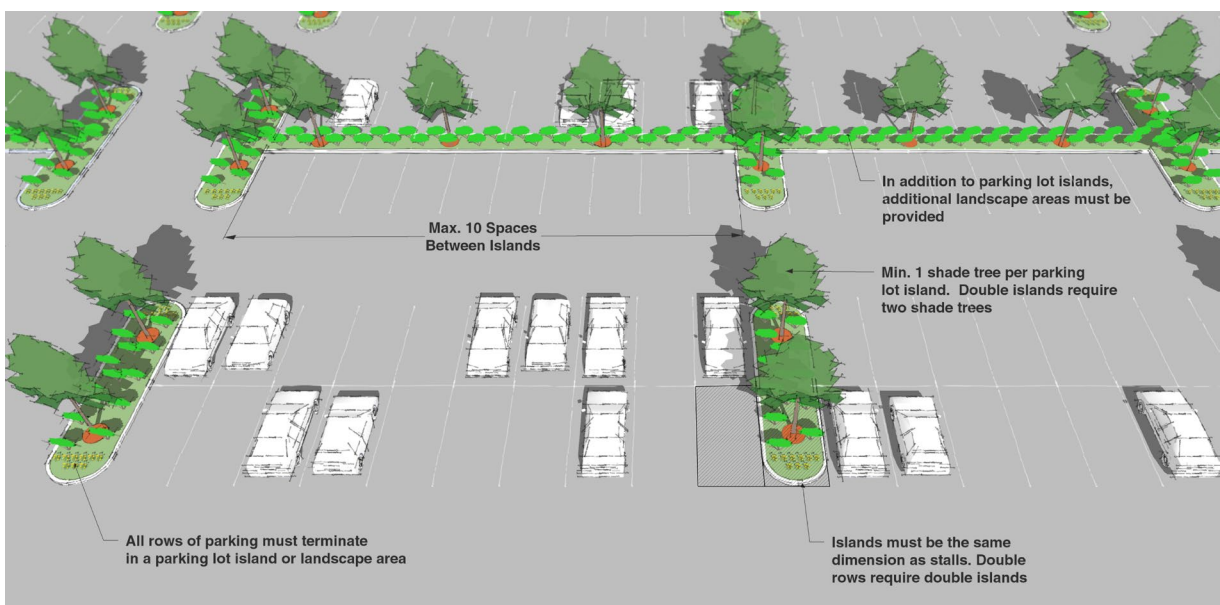 In addition to parking lot islands,
additional landscape areas must be
provided
Max. 10 Spaces
Between Islands
Min. 1 shade tree per parking
lot island.  Double islands require
two shade trees
All rows of parking must terminate
in a parking lot island or landscape area
Islands must be the same
dimension as stalls. Double
rows require double islands